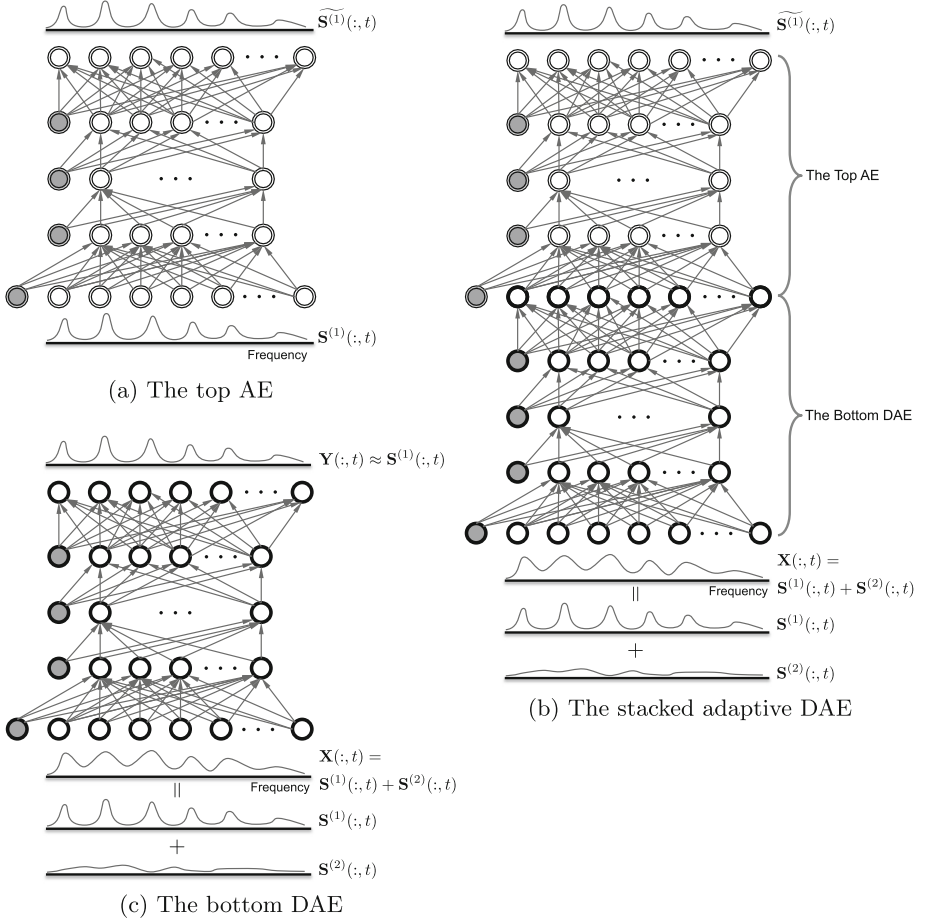 S̃⁽¹⁾(:, t)
S⁽¹⁾(:, t)
Frequency
(a) The top AE
Y(:, t) ≈ S⁽¹⁾(:, t)
X(:, t) =
S⁽¹⁾(:, t) + S⁽²⁾(:, t)
Frequency
=
S⁽¹⁾(:, t)
+
S⁽²⁾(:, t)
(c) The bottom DAE
S̃⁽¹⁾(:, t)
The Top AE
The Bottom DAE
X(:, t) =
S⁽¹⁾(:, t) + S⁽²⁾(:, t)
Frequency
=
S⁽¹⁾(:, t)
+
S⁽²⁾(:, t)
(b) The stacked adaptive DAE